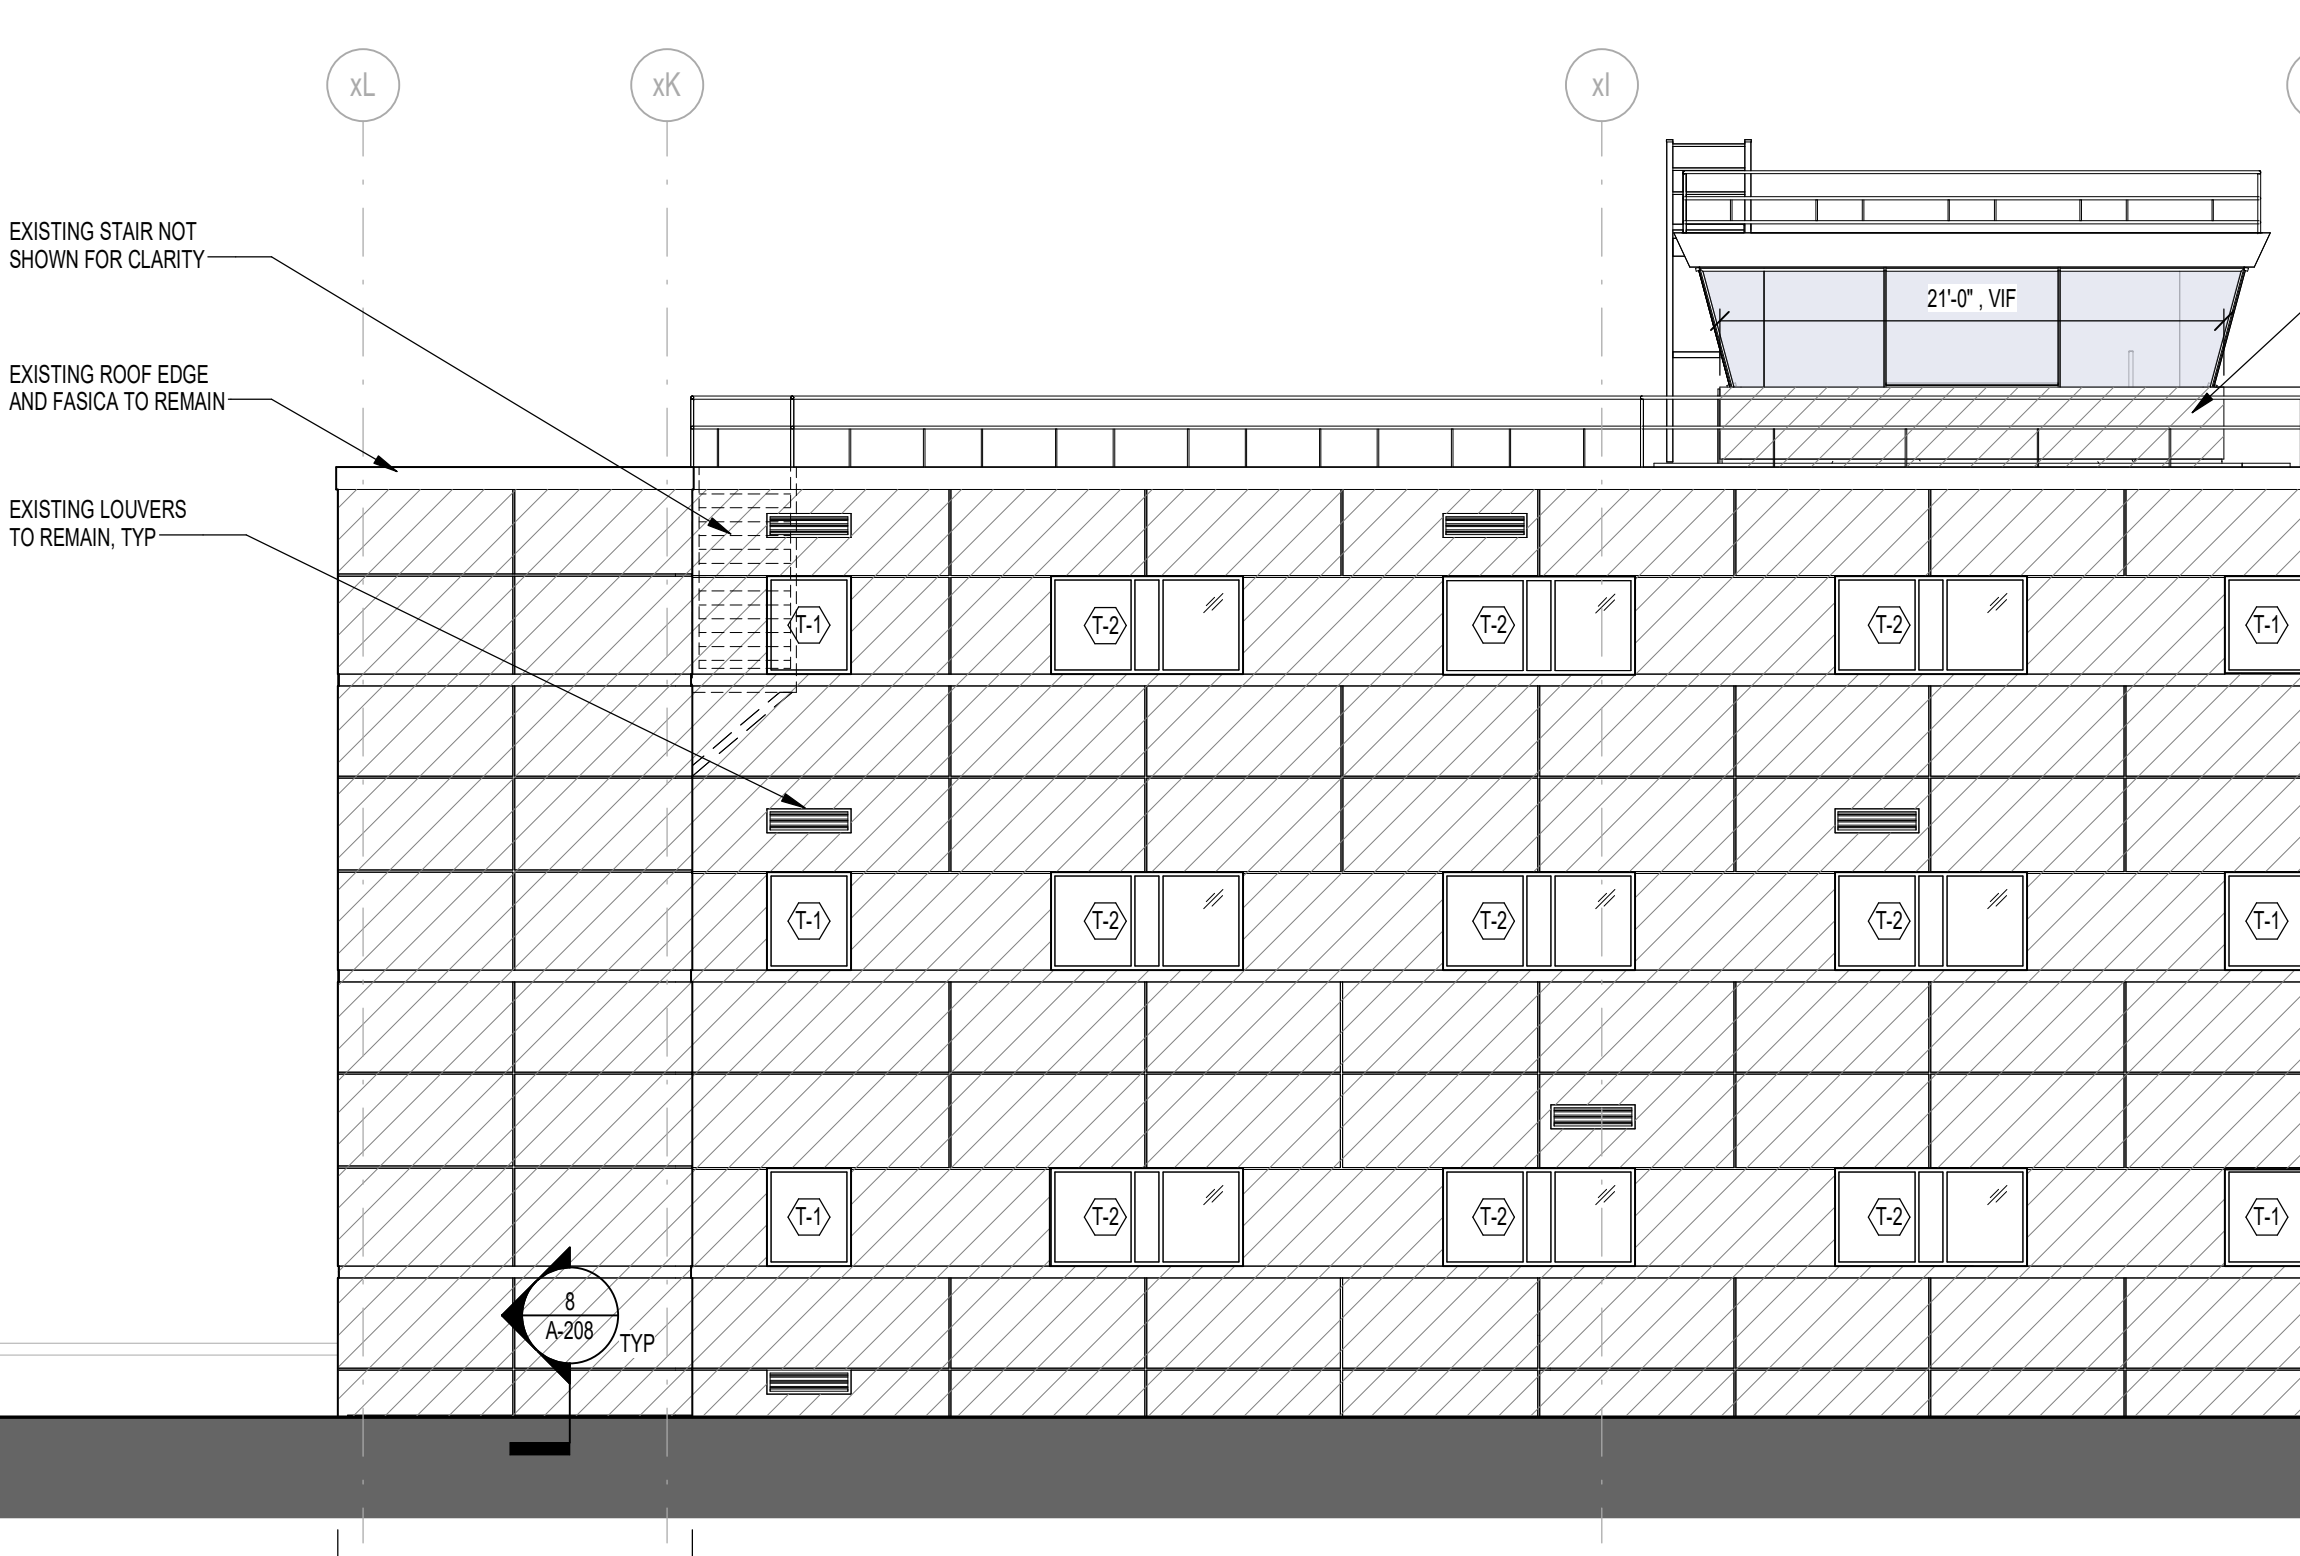 xL
xK
xI
EXISTING STAIR NOT
SHOWN FOR CLARITY
21'-0" , VIF
EXISTING ROOF EDGE
AND FASICA TO REMAIN
EXISTING LOUVERS
TO REMAIN, TYP
T-1
T-2
T-2
T-2
T-1
T-1
T-2
T-2
T-2
T-1
T-1
T-2
T-2
T-2
T-1
8
A-208
TYP